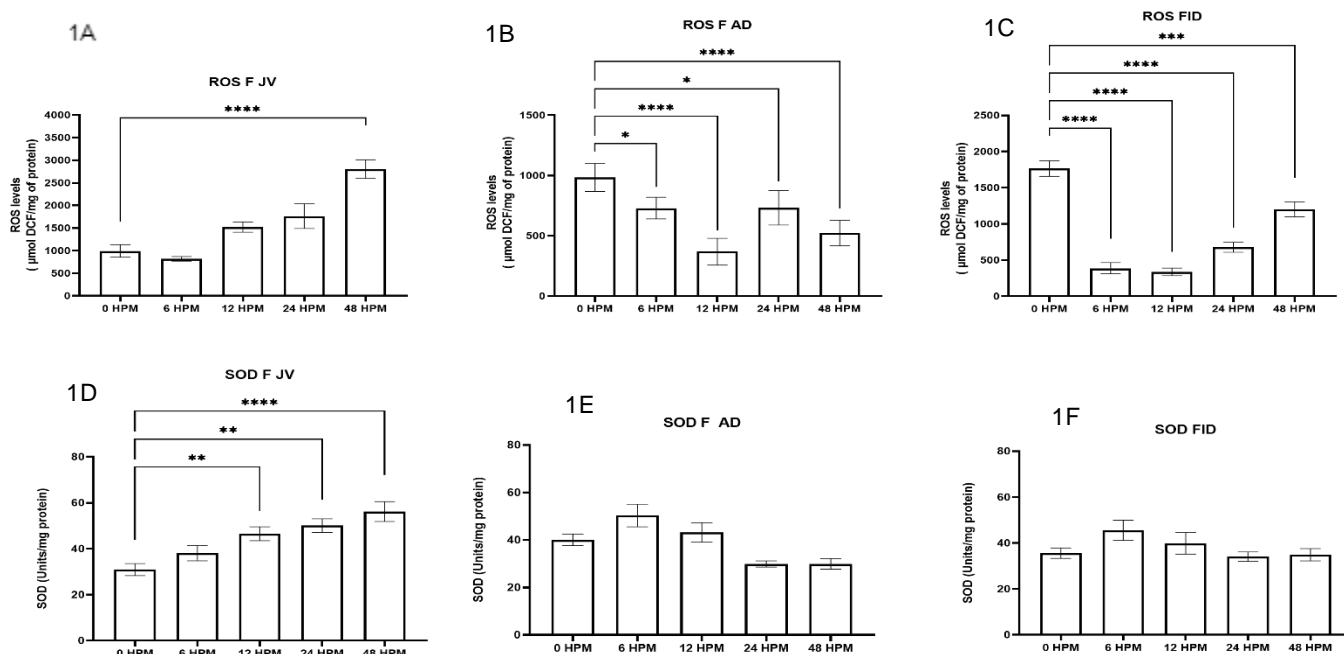 1A
ROS F JV
****
ROS levels
( µmol DCF/mg of protein)
4000
3500
3000
2500
2000
1500
1000
500
0
0 HPM 6 HPM 12 HPM 24 HPM 48 HPM
1B
ROS F AD
****
*
****
*
ROS levels
( µmol DCF/mg of protein)
1500
1000
500
0
0 HPM 6 HPM 12 HPM 24 HPM 48 HPM
1C
ROS FID
***
****
****
****
ROS levels
( µmol DCF/mg of protein)
2500
2000
1500
1000
500
0
0 HPM 6 HPM 12 HPM 24 HPM 48 HPM
1D
SOD F JV
****
**
**
SOD (Units/mg protein)
80
60
40
20
0
0 HPM 6 HPM 12 HPM 24 HPM 48 HPM
1E
SOD F AD
SOD (Units/mg protein)
80
60
40
20
0
0 HPM 6 HPM 12 HPM 24 HPM 48 HPM
1F
SOD FID
SOD (Units/mg protein)
80
60
40
20
0
0 HPM 6 HPM 12 HPM 24 HPM 48 HPM